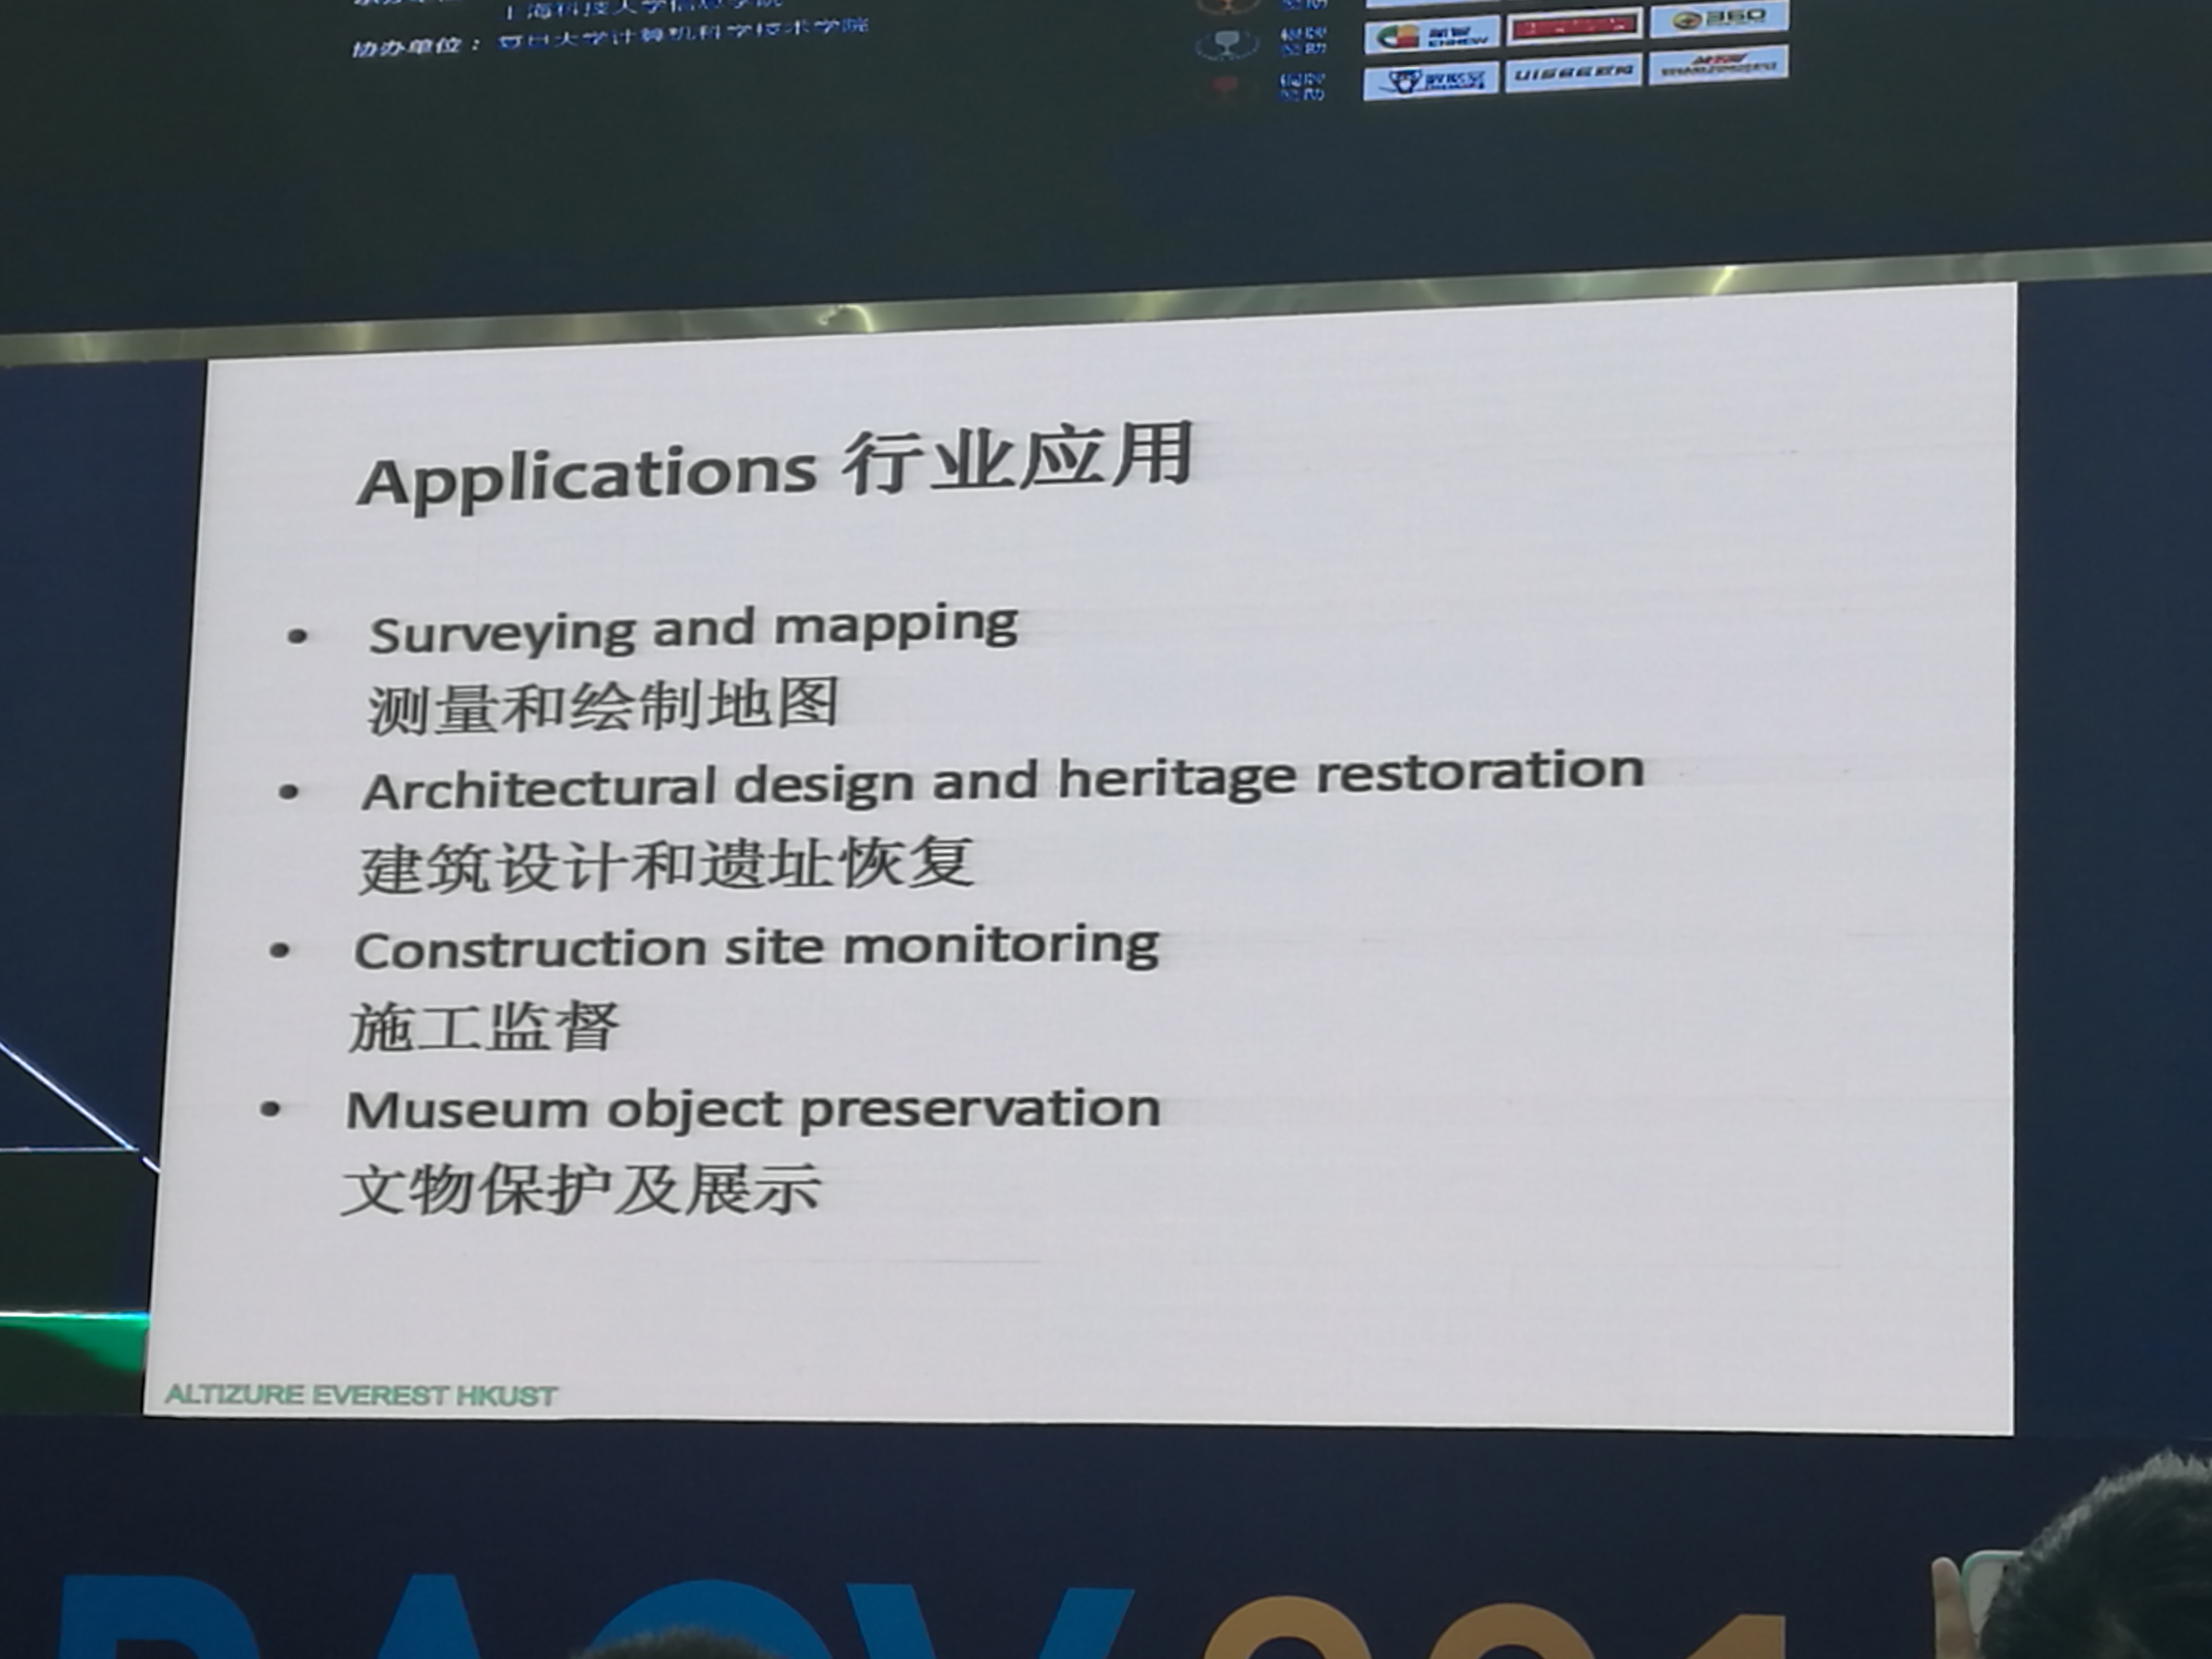 上海科技大学信息学院
协办单位：复旦大学计算机科学技术学院
360
Applications 行业应用
• Surveying and mapping
测量和绘制地图
• Architectural design and heritage restoration
建筑设计和遗址恢复
• Construction site monitoring
施工监督
• Museum object preservation
文物保护及展示
ALTIZURE EVEREST HKUST